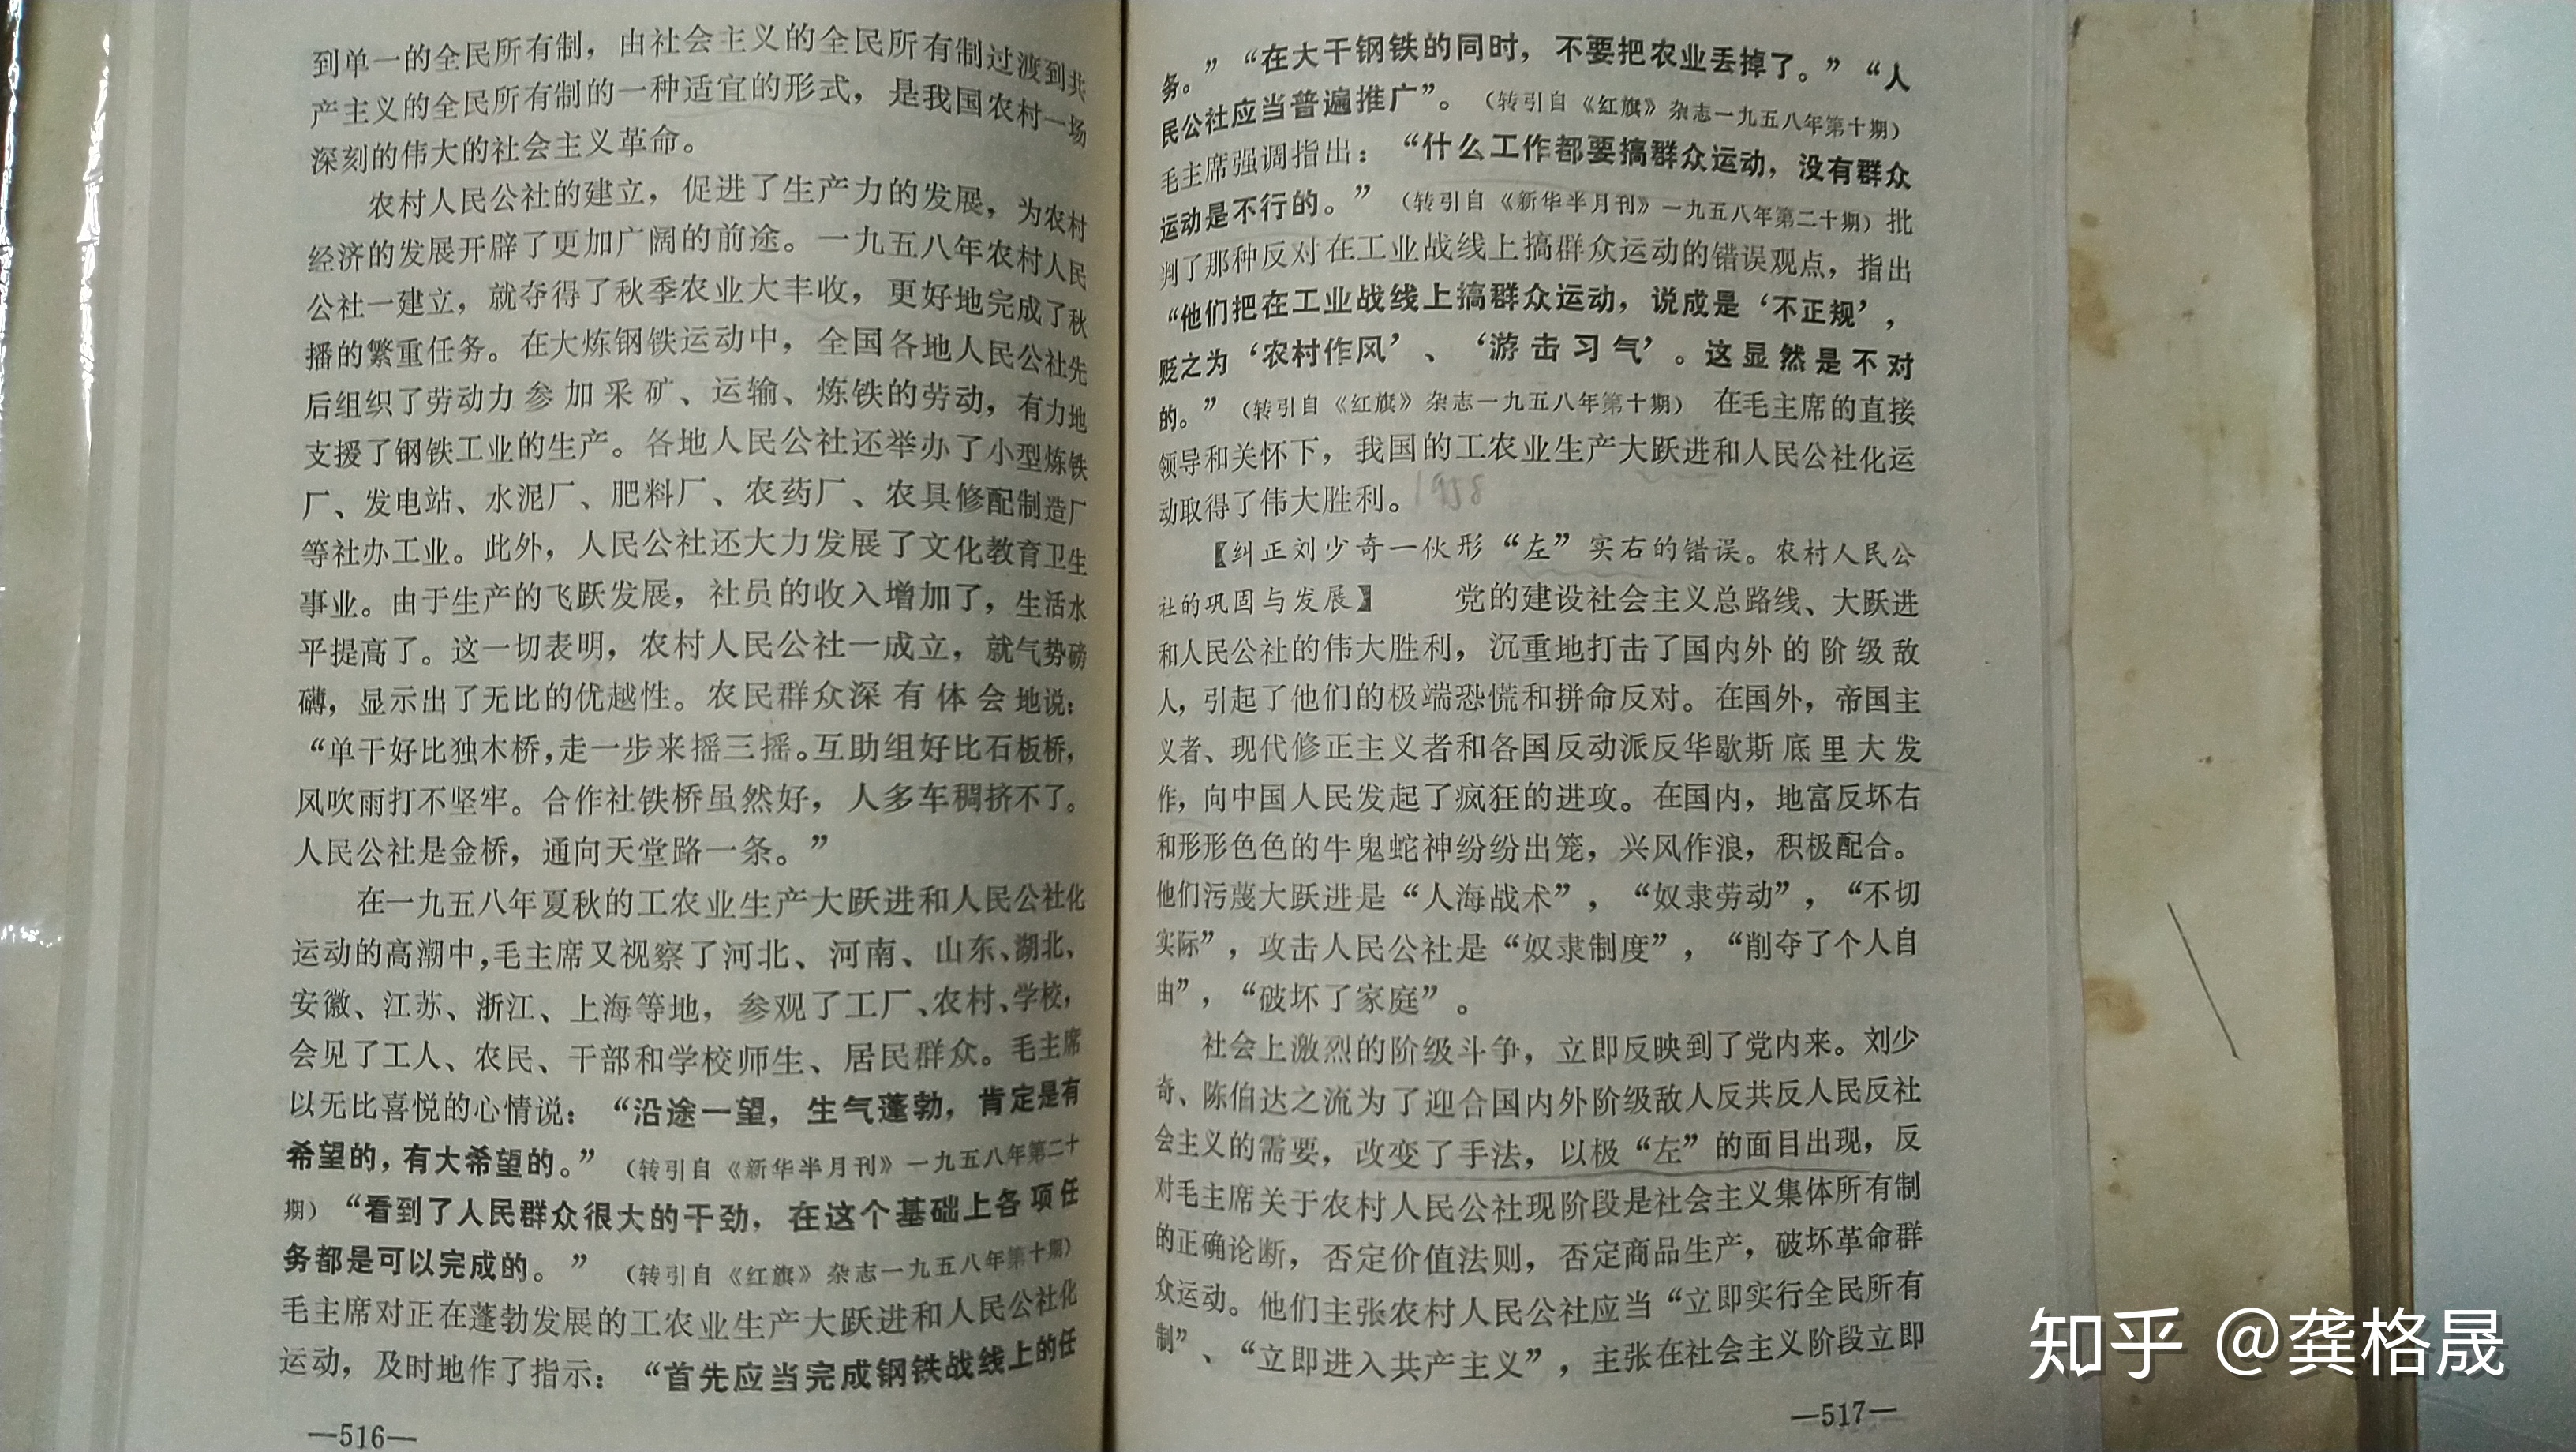 到单一的全民所有制，由社会主义的全民所有制过渡到共
产主义的全民所有制的一种适宜的形式，是我国农村一场
深刻的伟大的社会主义革命。
农村人民公社的建立，促进了生产力的发展，为农村
经济的发展开辟了更加广阔的前途。一九五八年农村人民
公社一建立，就夺得了秋季农业大丰收，更好地完成了秋
播的繁重任务。在大炼钢铁运动中，全国各地人民公社先
后组织了劳动力参加采矿、运输、炼铁的劳动，有力地
支援了钢铁工业的生产。各地人民公社还举办了小型炼铁
厂、发电站、水泥厂、肥料厂、农药厂、农具修配制造厂
等社办工业。此外，人民公社还大力发展了文化教育卫生
事业。由于生产的飞跃发展，社员的收入增加了，生活水
平提高了。这一切表明，农村人民公社一成立，就气势磅
礴，显示出了无比的优越性。农民群众深有体会地说：
“单干好比独木桥，走一步来摇三摇。互助组好比石板桥，
风吹雨打不坚牢。合作社铁桥虽然好，人多车稠挤不了。
人民公社是金桥，通向天堂路一条。”
在一九五八年夏秋的工农业生产大跃进和人民公社化
运动的高潮中，毛主席又视察了河北、河南、山东、湖北、
安徽、江苏、浙江、上海等地，参观了工厂、农村、学校，
会见了工人、农民、干部和学校师生、居民群众。毛主席
以无比喜悦的心情说：“沿途一望，生气蓬勃，肯定是有
希望的，有大希望的。”（转引自《新华半月刊》一九五八年第二十
期）“看到了人民群众很大的干劲，在这个基础上各项任
务都是可以完成的。”（转引自《红旗》杂志一九五八年第十期）
毛主席对正在蓬勃发展的工农业生产大跃进和人民公社化
运动，及时地作了指示：“首先应当完成钢铁战线上的任
—516—
务。”“在大干钢铁的同时，不要把农业丢掉了。”“人
民公社应当普遍推广”。（转引自《红旗》杂志一九五八年第十期）
毛主席强调指出：“什么工作都要搞群众运动，没有群众
运动是不行的。”（转引自《新华半月刊》一九五八年第二十期）批
判了那种反对在工业战线上搞群众运动的错误观点，指出
“他们把在工业战线上搞群众运动，说成是‘不正规’，
贬之为‘农村作风’、‘游击习气’。这显然是不对
的。”（转引自《红旗》杂志一九五八年第十期）在毛主席的直接
领导和关怀下，我国的工农业生产大跃进和人民公社化运
动取得了伟大胜利。1958
【纠正刘少奇一伙形“左”实右的错误。农村人民公
社的巩固与发展】　党的建设社会主义总路线、大跃进
和人民公社的伟大胜利，沉重地打击了国内外的阶级敌
人，引起了他们的极端恐慌和拼命反对。在国外，帝国主
义者、现代修正主义者和各国反动派反华歇斯底里大发
作，向中国人民发起了疯狂的进攻。在国内，地富反坏右
和形形色色的牛鬼蛇神纷纷出笼，兴风作浪，积极配合。
他们污蔑大跃进是“人海战术”，“奴隶劳动”，“不切
实际”，攻击人民公社是“奴隶制度”，“削夺了个人自
由”，“破坏了家庭”。
社会上激烈的阶级斗争，立即反映到了党内来。刘少
奇、陈伯达之流为了迎合国内外阶级敌人反共反人民反社
会主义的需要，改变了手法，以极“左”的面目出现，反
对毛主席关于农村人民公社现阶段是社会主义集体所有制
的正确论断，否定价值法则，否定商品生产，破坏革命群
众运动。他们主张农村人民公社应当“立即实行全民所有
制”、“立即进入共产主义”，主张在社会主义阶段立即
—517—
知乎 @龚格晟